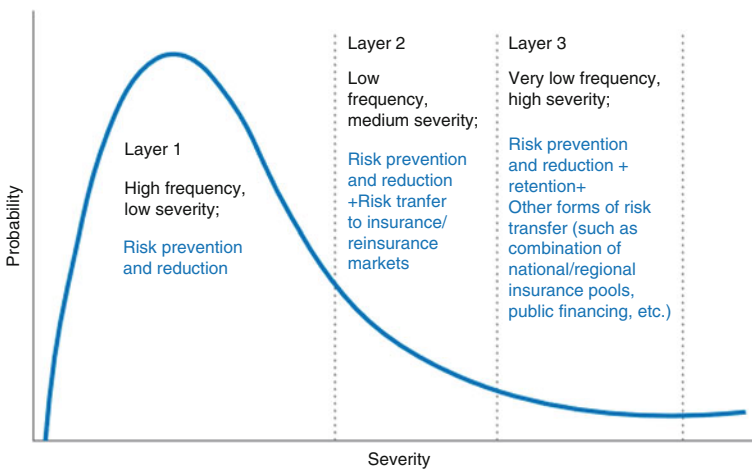 Layer 1
High frequency,
low severity;
Risk prevention
and reduction
Layer 2
Low
frequency,
medium severity;
Risk prevention
and reduction
+Risk tranfer
to insurance/
reinsurance
markets
Layer 3
Very low frequency,
high severity;
Risk prevention
and reduction +
retention+
Other forms of risk
transfer (such as
combination of
national/regional
insurance pools,
public financing, etc.)
Probability
Severity